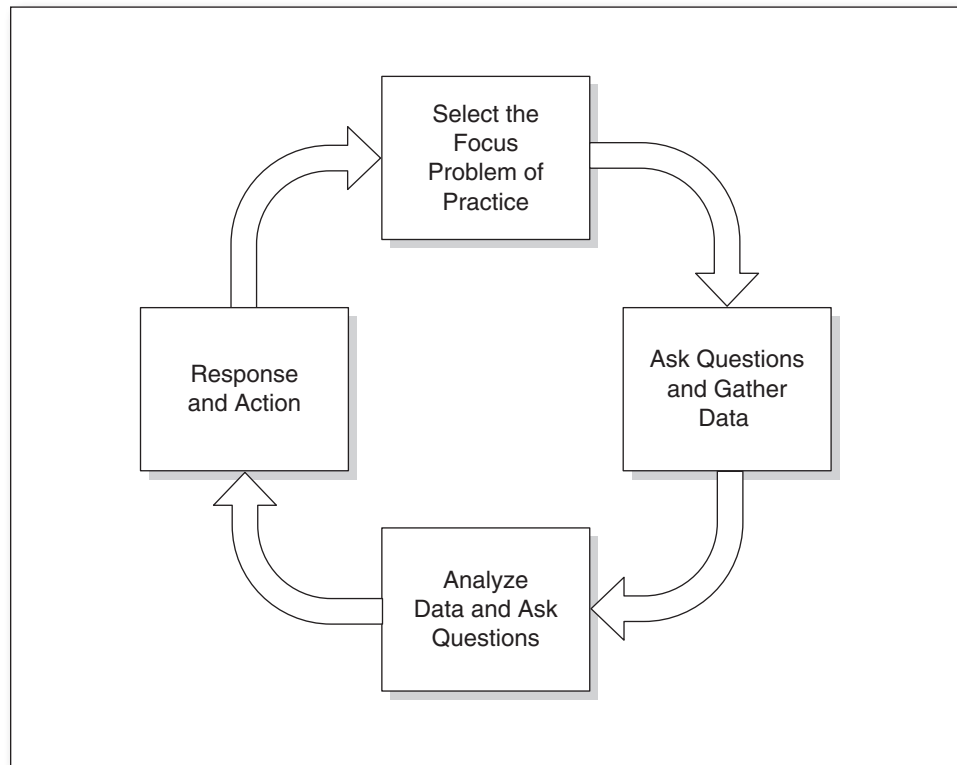 Select the
Focus
Problem of
Practice
Ask Questions
and Gather
Data
Analyze
Data and Ask
Questions
Response
and Action